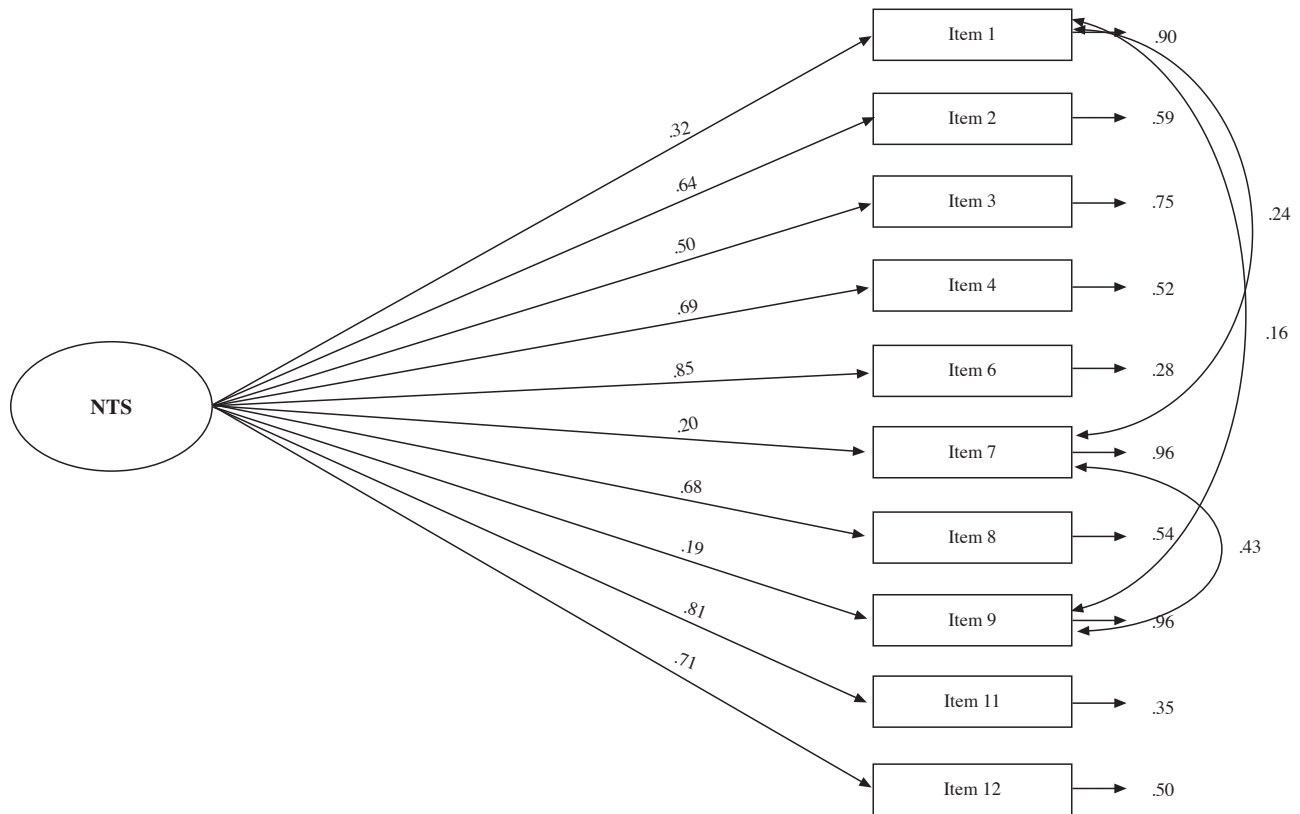 Item 1
.90
.32
Item 2
.59
.64
Item 3
.75
.24
.50
Item 4
.52
.69
.16
Item 6
.28
.85
NTS
.20
Item 7
.96
.68
Item 8
.54
.43
.19
Item 9
.96
.81
Item 11
.35
.71
Item 12
.50